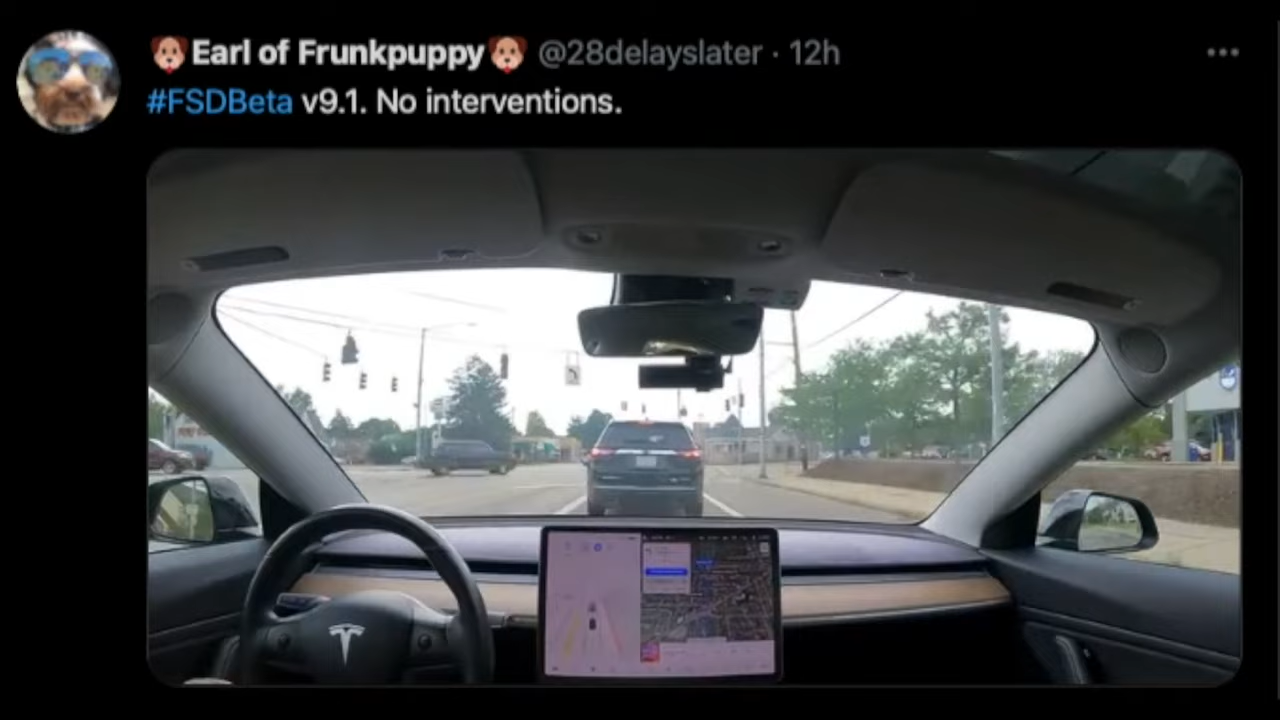 🐶Earl of Frunkpuppy🐶 @28delayslater · 12h
#FSDBeta v9.1. No interventions.